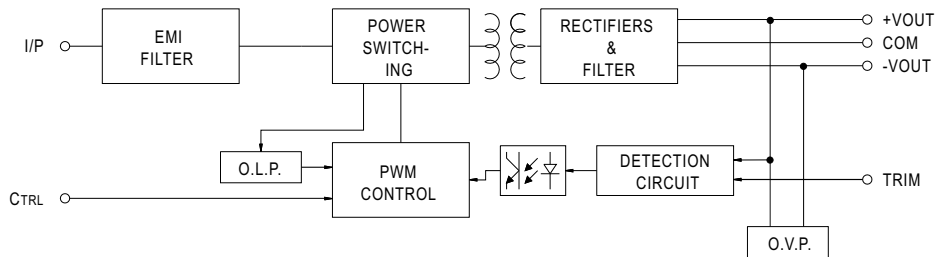 I/P
EMI
FILTER
POWER
SWITCH-
ING
RECTIFIERS
&
FILTER
+VOUT
COM
-VOUT
O.L.P.
PWM
CONTROL
DETECTION
CIRCUIT
TRIM
CTRL
O.V.P.